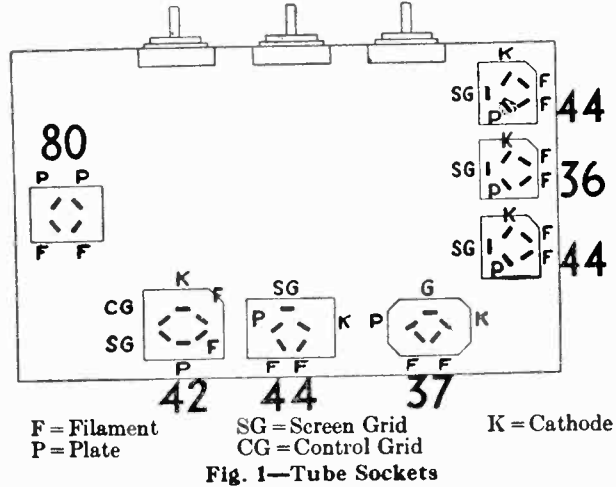 K
SG F
F
P
44
80
P P
F F
K
SG F
F
P
36
K
SG F
F
P
44
K
CG F
SG F
P
42
SG
P K
F F
44
G
P K
F F
37
F = Filament SG = Screen Grid K = Cathode
P = Plate CG = Control Grid
Fig. 1—Tube Sockets